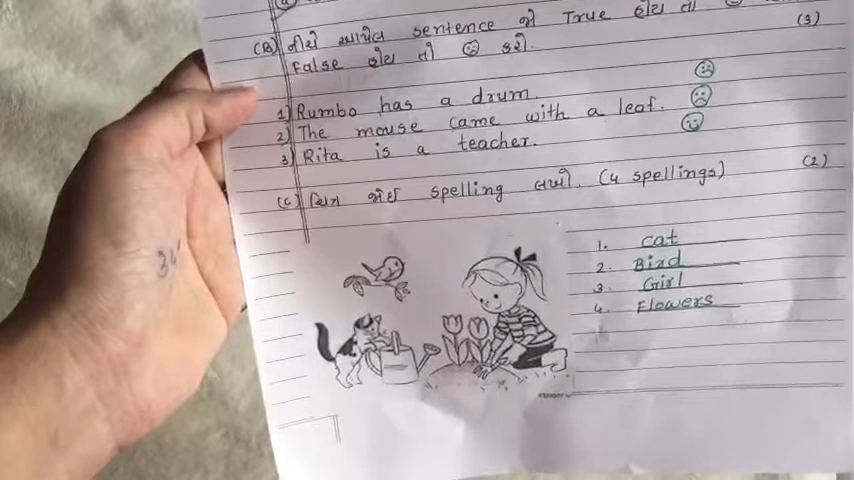 (B) નીચે આપેલ sentence જો True હોય તો
False હોય તો ☹ કરો.
(3)
1) Rumbo has a drum. ☹
2) The mouse came with a leaf. ☹
3) Rita is a teacher. ☺
(C) ચિત્ર જોઈ spelling લખો. (4 spellings) (2)
1. Cat
2. Bird
3. Girl
4. Flowers